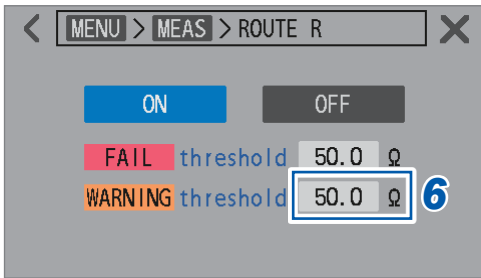 < MENU > MEAS > ROUTE R X
ON OFF
FAIL threshold 50.0 Ω
WARNING threshold 50.0 Ω 6